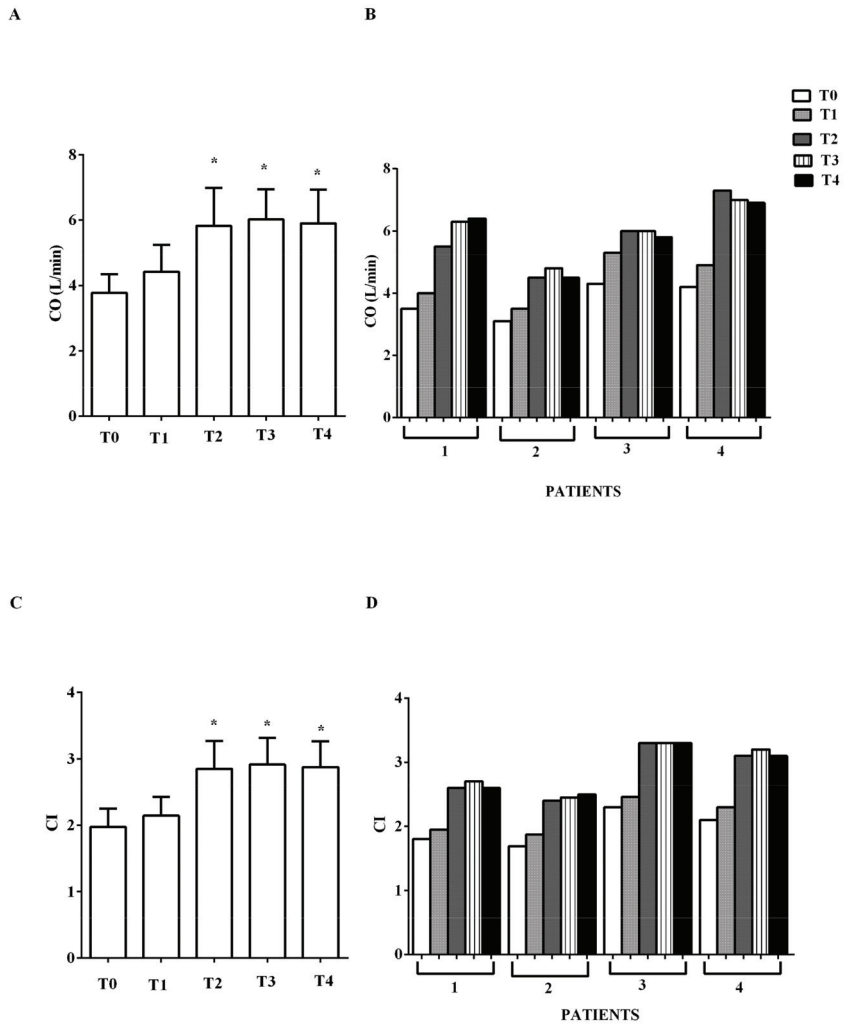 A
B
T0
T1
T2
T3
T4
8
6
4
2
0
CO (L/min)
* * *
T0 T1 T2 T3 T4
8
6
4
2
0
CO (L/min)
1 2 3 4
PATIENTS
C
D
4
3
2
1
0
CI
* * *
T0 T1 T2 T3 T4
4
3
2
1
0
CI
1 2 3 4
PATIENTS